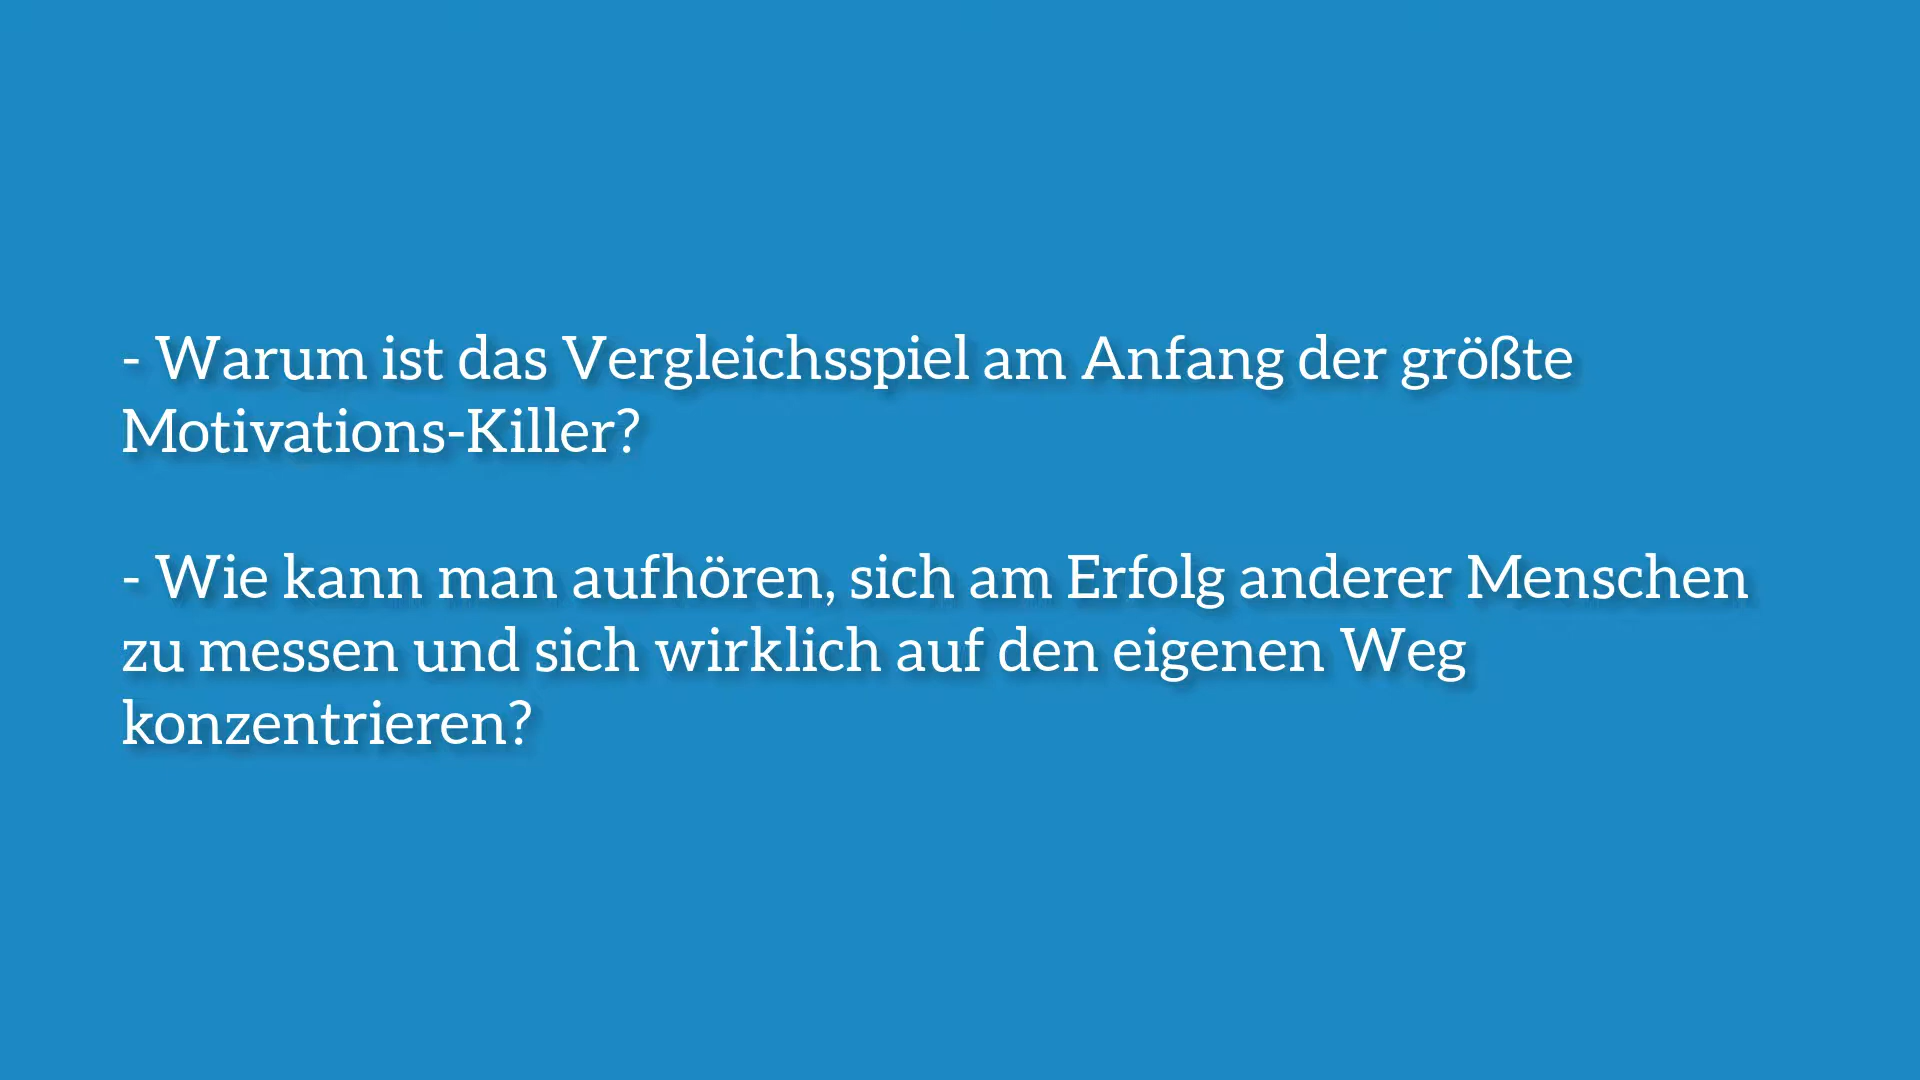 - Warum ist das Vergleichsspiel am Anfang der größte
Motivations-Killer?
- Wie kann man aufhören, sich am Erfolg anderer Menschen
zu messen und sich wirklich auf den eigenen Weg
konzentrieren?